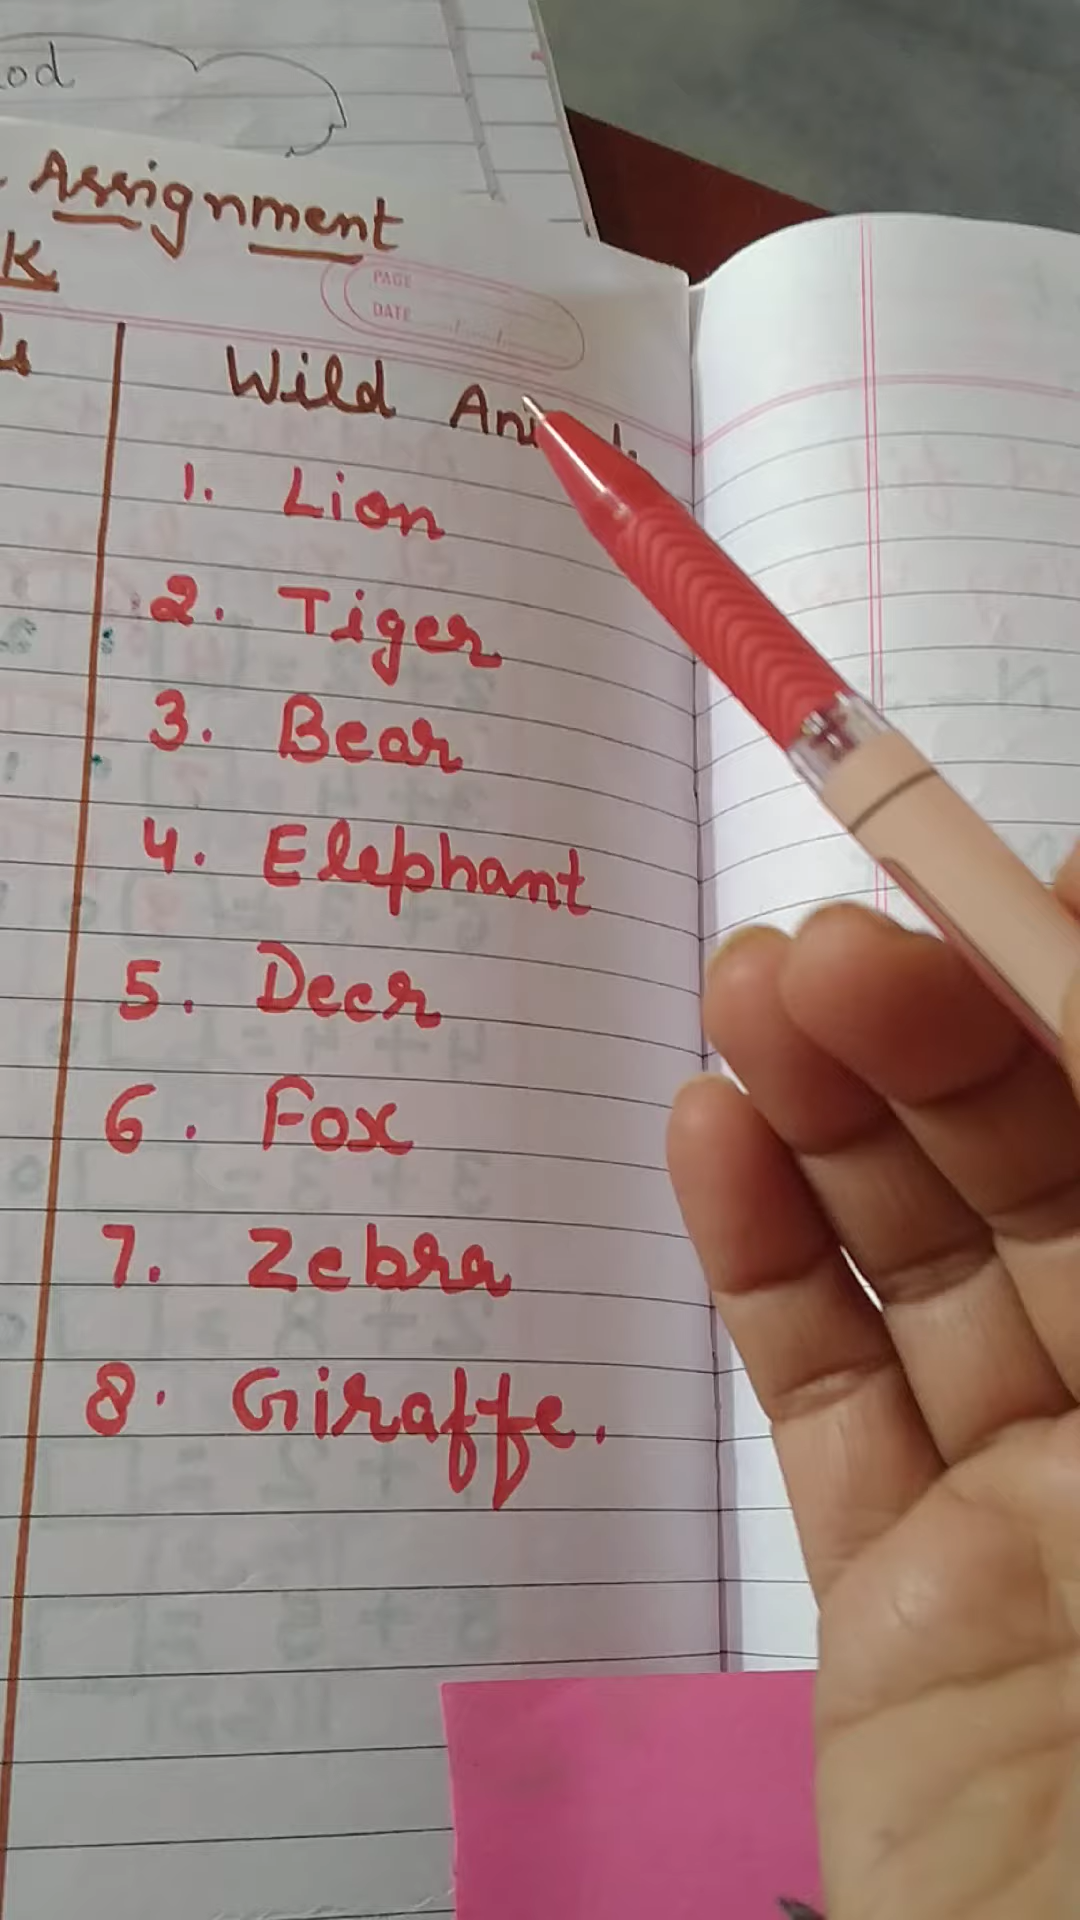 od
Assignment
K
PAGE
DATE
Wild
1. Lion
2. Tiger
3. Bear
4. Elephant
5. Deer
6. Fox
7. Zebra
8. Giraffe.